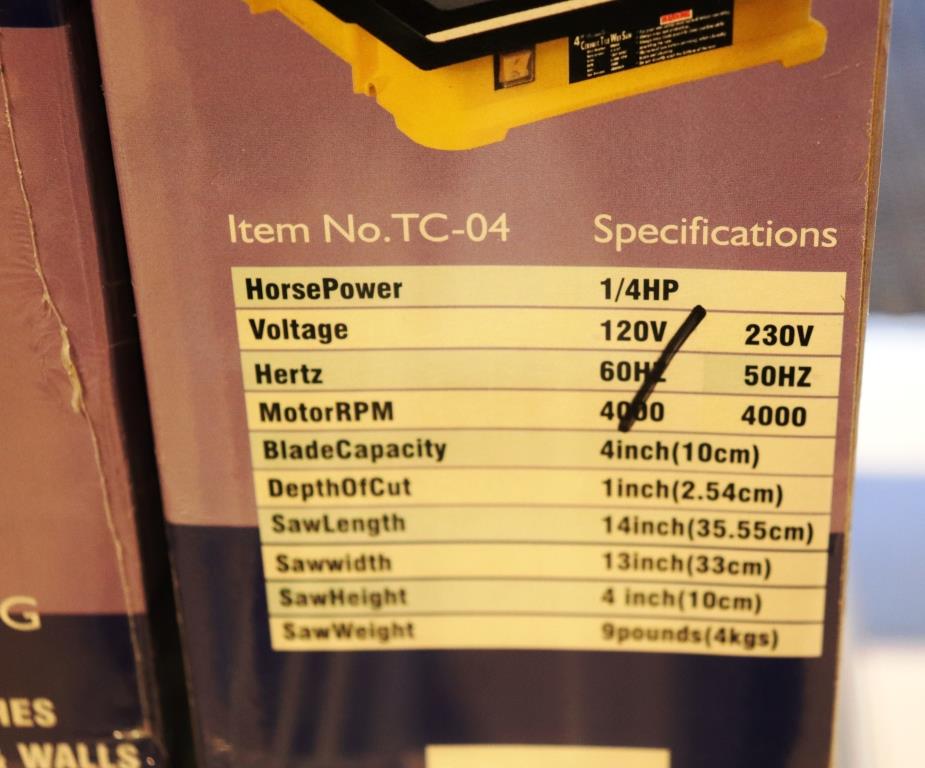 Item No. TC-04 Specifications
HorsePower 1/4HP
Voltage 120V 230V
Hertz 60HZ 50HZ
MotorRPM 4000 4000
BladeCapacity 4inch(10cm)
DepthOfCut 1inch(2.54cm)
SawLength 14inch(35.55cm)
Sawwidth 13inch(33cm)
SawHeight 4 inch(10cm)
SawWeight 9pounds(4kgs)
G
WALLS